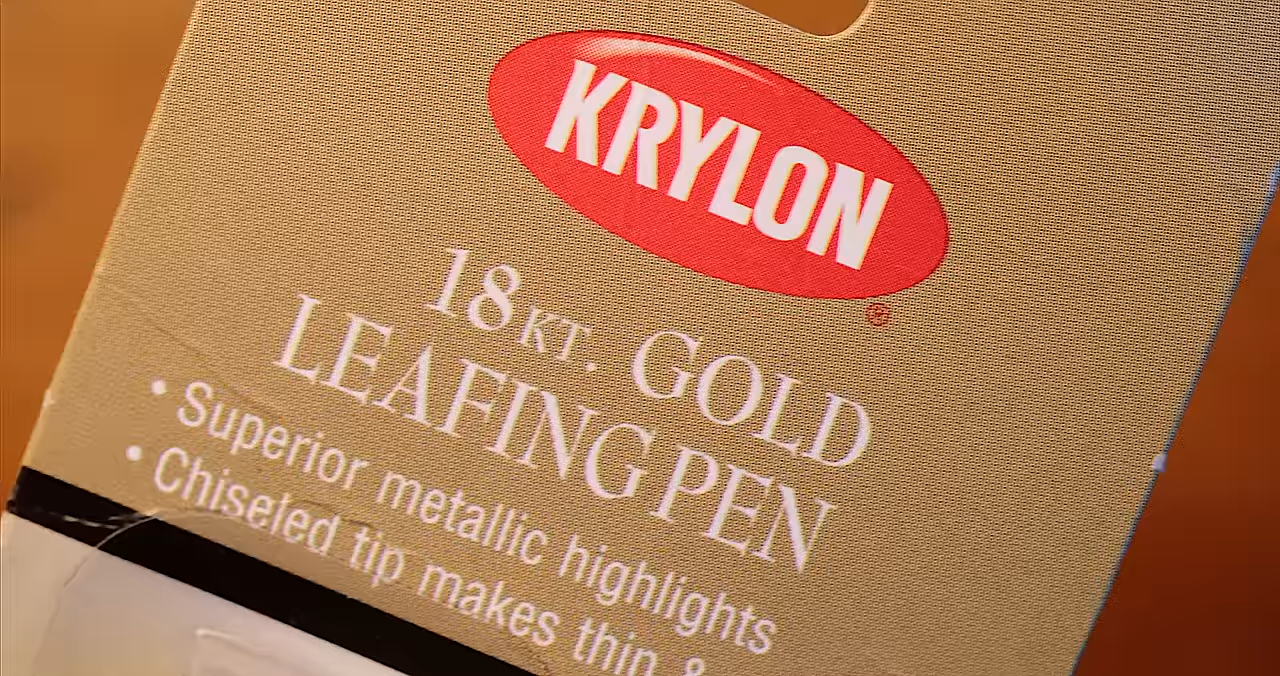 KRYLON
®
18 KT. GOLD
LEAFING PEN
• Superior metallic highlights
• Chiseled tip makes thin &